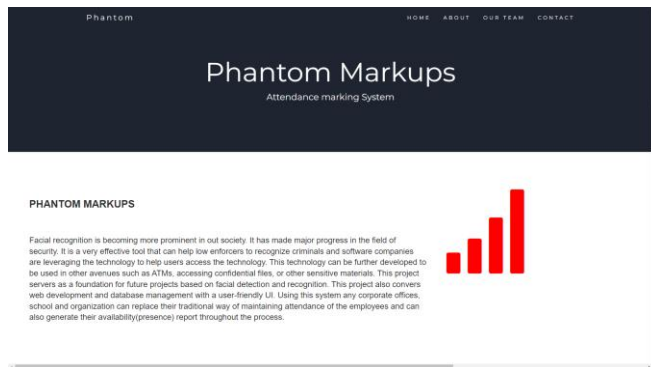 Phantom
HOME ABOUT OUR TEAM CONTACT
Phantom Markups
Attendance marking System
PHANTOM MARKUPS
Facial recognition is becoming more prominent in out society. It has made major progress in the field of
security. It is a very effective tool that can help low enforcers to recognize criminals and software companies
are leveraging the technology to help users access the technology. This technology can be further developed to
be used in other avenues such as ATMs, accessing confidential files, or other sensitive materials. This project
servers as a foundation for future projects based on facial detection and recognition. This project also convers
web development and database management with a user-friendly UI. Using this system any corporate offices,
school and organization can replace their traditional way of maintaining attendance of the employees and can
also generate their availability(presence) report throughout the process.